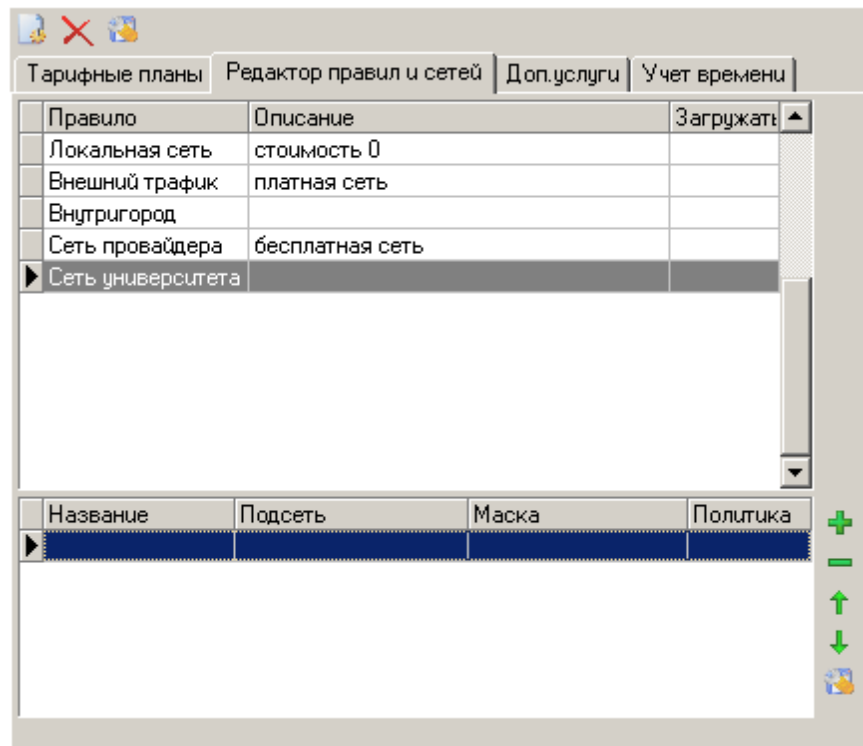 Тарифные планы Редактор правил и сетей Доп.услуги Учет времени
Правило Описание Загружать
Локальная сеть стоимость 0
Внешний трафик платная сеть
Внутригород
Сеть провайдера бесплатная сеть
Сеть университета
Название Подсеть Маска Политика